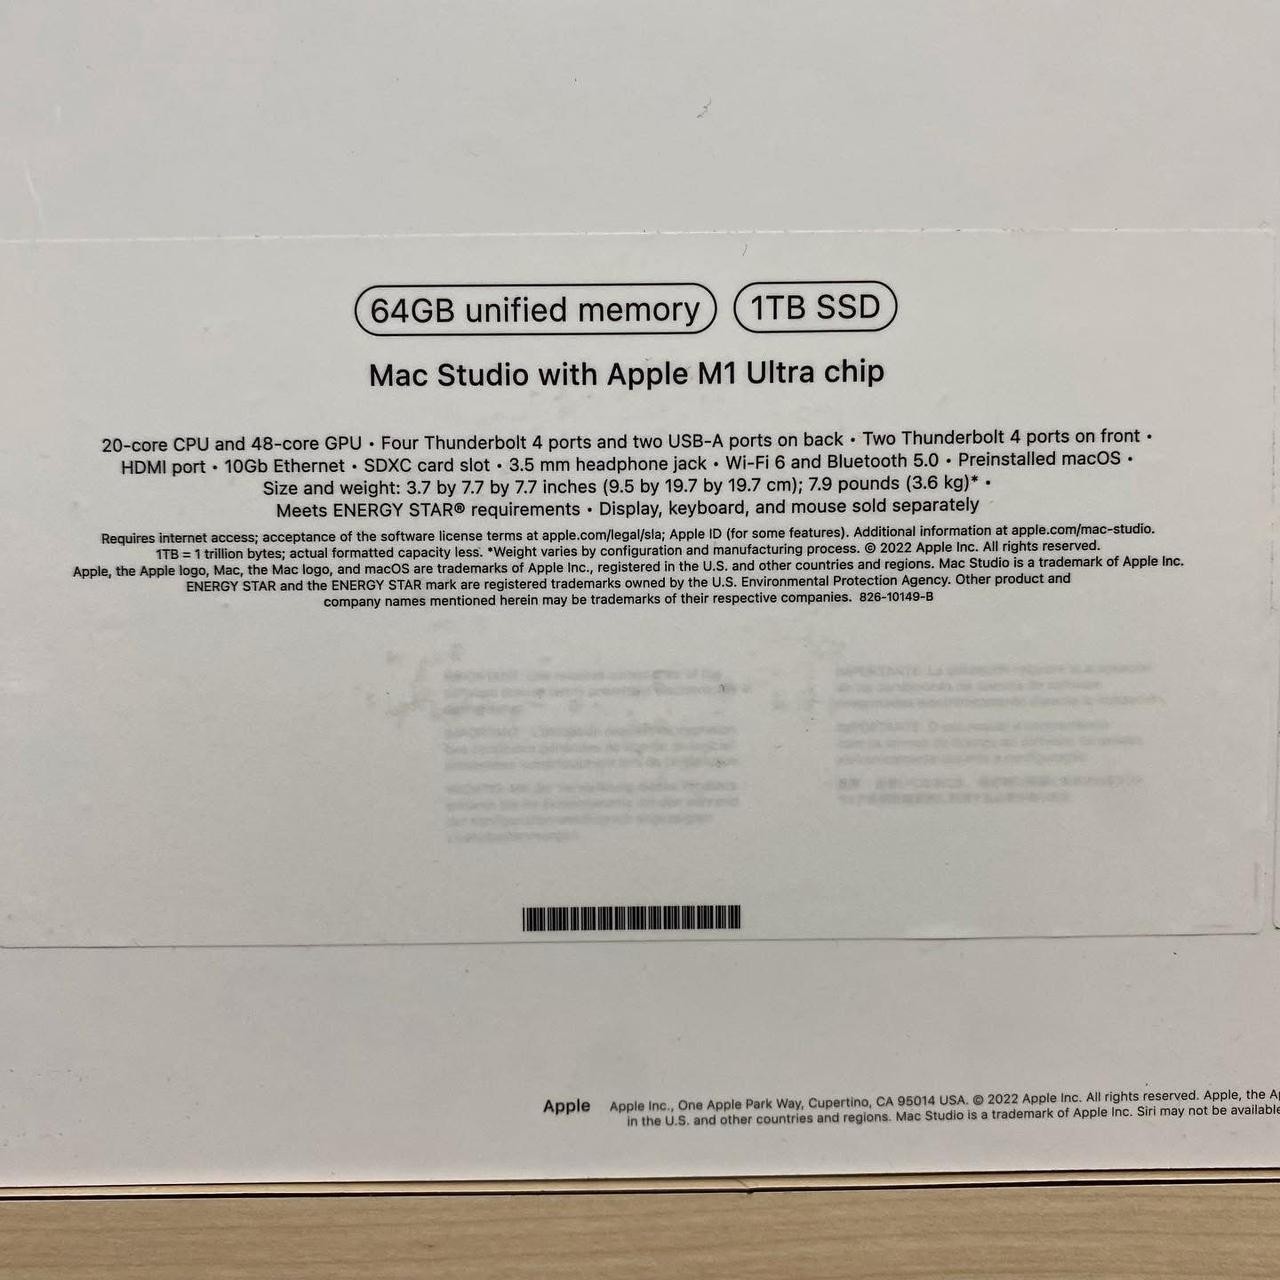 64GB unified memory 1TB SSD
Mac Studio with Apple M1 Ultra chip
20-core CPU and 48-core GPU • Four Thunderbolt 4 ports and two USB-A ports on back • Two Thunderbolt 4 ports on front •
HDMI port • 10Gb Ethernet • SDXC card slot • 3.5 mm headphone jack • Wi-Fi 6 and Bluetooth 5.0 • Preinstalled macOS •
Size and weight: 3.7 by 7.7 by 7.7 inches (9.5 by 19.7 by 19.7 cm); 7.9 pounds (3.6 kg)* •
Meets ENERGY STAR® requirements • Display, keyboard, and mouse sold separately
Requires internet access; acceptance of the software license terms at apple.com/legal/sla; Apple ID (for some features). Additional information at apple.com/mac-studio.
1TB = 1 trillion bytes; actual formatted capacity less. *Weight varies by configuration and manufacturing process. © 2022 Apple Inc. All rights reserved.
Apple, the Apple logo, Mac, the Mac logo, and macOS are trademarks of Apple Inc., registered in the U.S. and other countries and regions. Mac Studio is a trademark of Apple Inc.
ENERGY STAR and the ENERGY STAR mark are registered trademarks owned by the U.S. Environmental Protection Agency. Other product and
company names mentioned herein may be trademarks of their respective companies. 826-10149-B
Apple Apple Inc., One Apple Park Way, Cupertino, CA 95014 USA. © 2022 Apple Inc. All rights reserved. Apple, the
in the U.S. and other countries and regions. Mac Studio is a trademark of Apple Inc. Siri may not be available